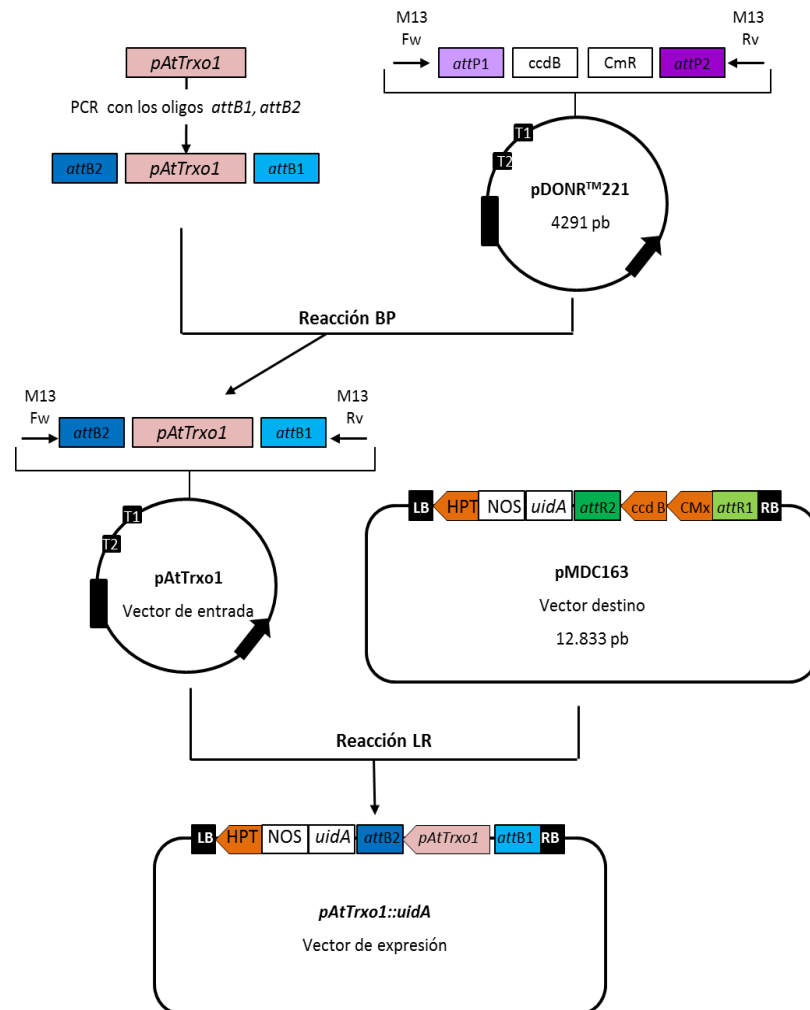 pAtTrxo1
PCR con los oligos attB1, attB2
attB2 pAtTrxo1 attB1
M13 Fw
M13 Rv
attP1 ccdB CmR attP2
T1
T2
pDONR™221
4291 pb
Reacción BP
M13 Fw
M13 Rv
attB2 pAtTrxo1 attB1
T1
T2
pAtTrxo1
Vector de entrada
LB HPT NOS uidA attR2 ccd B CMx attR1 RB
pMDC163
Vector destino
12.833 pb
Reacción LR
LB HPT NOS uidA attB2 pAtTrxo1 attB1 RB
pAtTrxo1::uidA
Vector de expresión